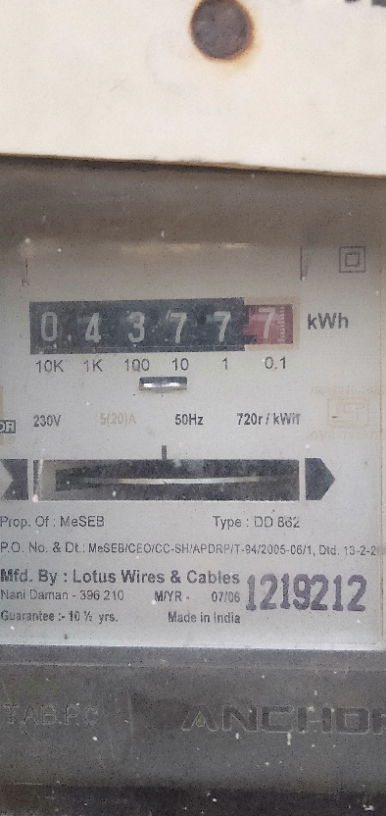 0 4 3 7 7 7 kWh
10K 1K 100 10 1 0.1
230V 5(20)A 50Hz 720r/kWh
Prop. Of : MeSEB Type : DD 862
P.O. No. & Dt.: MeSEB/CEO/CC-SH/APDRP/T-94/2005-06/1, Dtd. 13-2-2
Mfd. By : Lotus Wires & Cables
Nani Daman - 396 210 M/YR - 07/06 1219212
Guarantee :- 10 ½ yrs. Made in India
ANCHOR